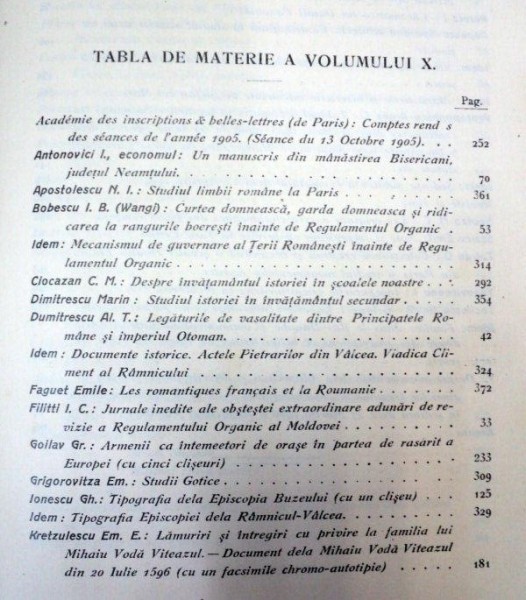 TABLA DE MATERIE A VOLUMULUI X.
Pag.
Académie des inscriptions & belles-lettres (de Paris): Comptes rend s
des séances de l'année 1905. (Séance du 13 Octobre 1905). . . 252
Antonovici I., economul: Un manuscris din mânăstirea Bisericani,
județul Neamțului. . . . . . . . . . . . . . . . . . 70
Apostolescu N. I.: Studiul limbii române la Paris . . . . . . . 361
Bobescu I. B. (Wangl): Curtea domnească, garda domneasca și ridi-
carea la rangurile boerești înainte de Regulamentul Organic . 53
Idem: Mecanismul de guvernare al Țerii Românești înainte de Regu-
lamentul Organic . . . . . . . . . . . . . . . . . . 314
Ciocazan C. M.: Despre învățamântul istoriei în școalele noastre . . 292
Dimitrescu Marin: Studiul istoriei în învățământul secundar . . . . 354
Dumitrescu Al. T.: Legăturile de vasalitate dintre Principatele Ro-
mâne și imperiul Otoman. . . . . . . . . . . . . . . . 42
Idem: Documente istorice. Actele Pietrarilor din Vâlcea. Viadica Cli-
ment al Râmnicului . . . . . . . . . . . . . . . . . . 324
Faguet Emile: Les romantiques français et la Roumanie . . . . . . 372
Filitti I. C.: Jurnale inedite ale obșteștei extraordinare adunări de re-
vizie a Regulamentului Organic al Moldovei . . . . . . . . 33
Goilav Gr.: Armenii ca întemeetori de orașe în partea de rasărit a
Europei (cu cinci clișeuri) . . . . . . . . . . . . . . . . 233
Grigorovitza Em.: Studii Gotice . . . . . . . . . . . . . . . 309
Ionescu Gh.: Tipografia dela Episcopia Buzeului (cu un clișeu) . . . 125
Idem: Tipografia Episcopiei dela Râmnicul-Vâlcea. . . . . . . . . 329
Kretzulescu Em. E.: Lămuriri și întregiri cu privire la familia lui
Mihaiu Vodă Viteazul.—Document dela Mihaiu Vodă Viteazul
din 20 Iulie 1596 (cu un facsimile chromo-autotipie) . . . . . 181